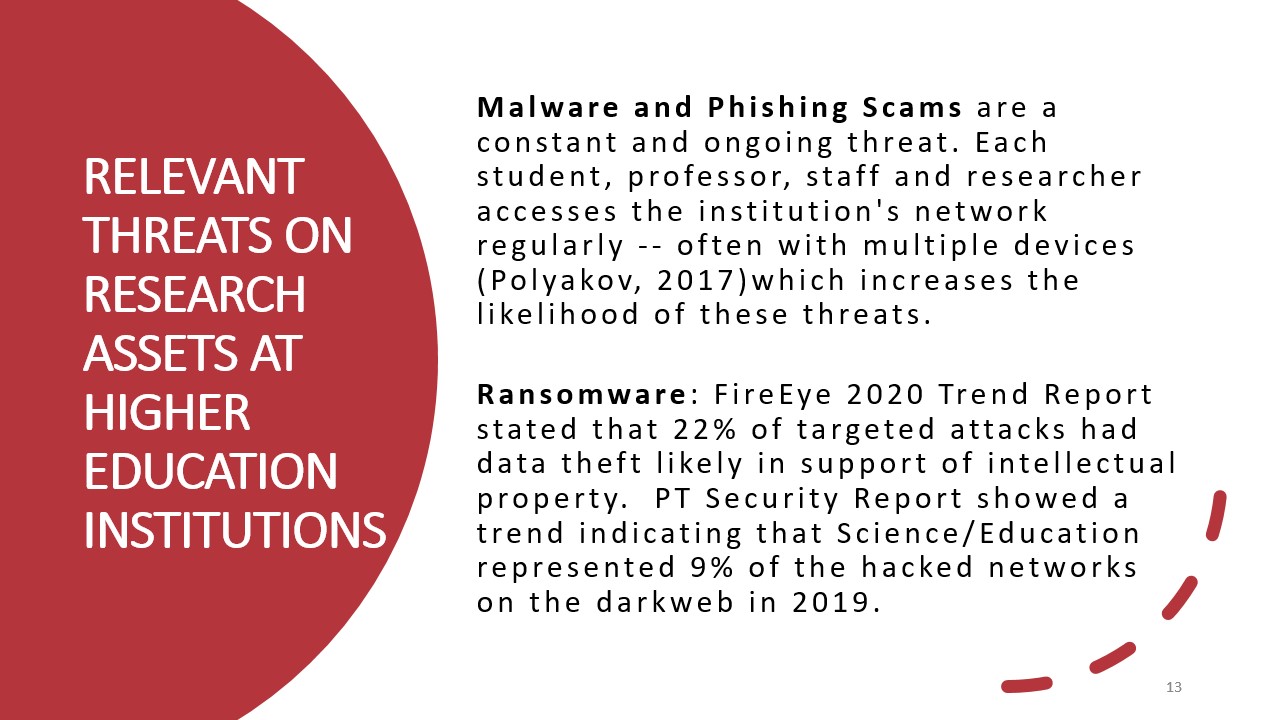 RELEVANT
THREATS ON
RESEARCH
ASSETS AT
HIGHER
EDUCATION
INSTITUTIONS
Malware and Phishing Scams are a
constant and ongoing threat. Each
student, professor, staff and researcher
accesses the institution's network
regularly -- often with multiple devices
(Polyakov, 2017)which increases the
likelihood of these threats.
Ransomware: FireEye 2020 Trend Report
stated that 22% of targeted attacks had
data theft likely in support of intellectual
property.  PT Security Report showed a
trend indicating that Science/Education
represented 9% of the hacked networks
on the darkweb in 2019.
13